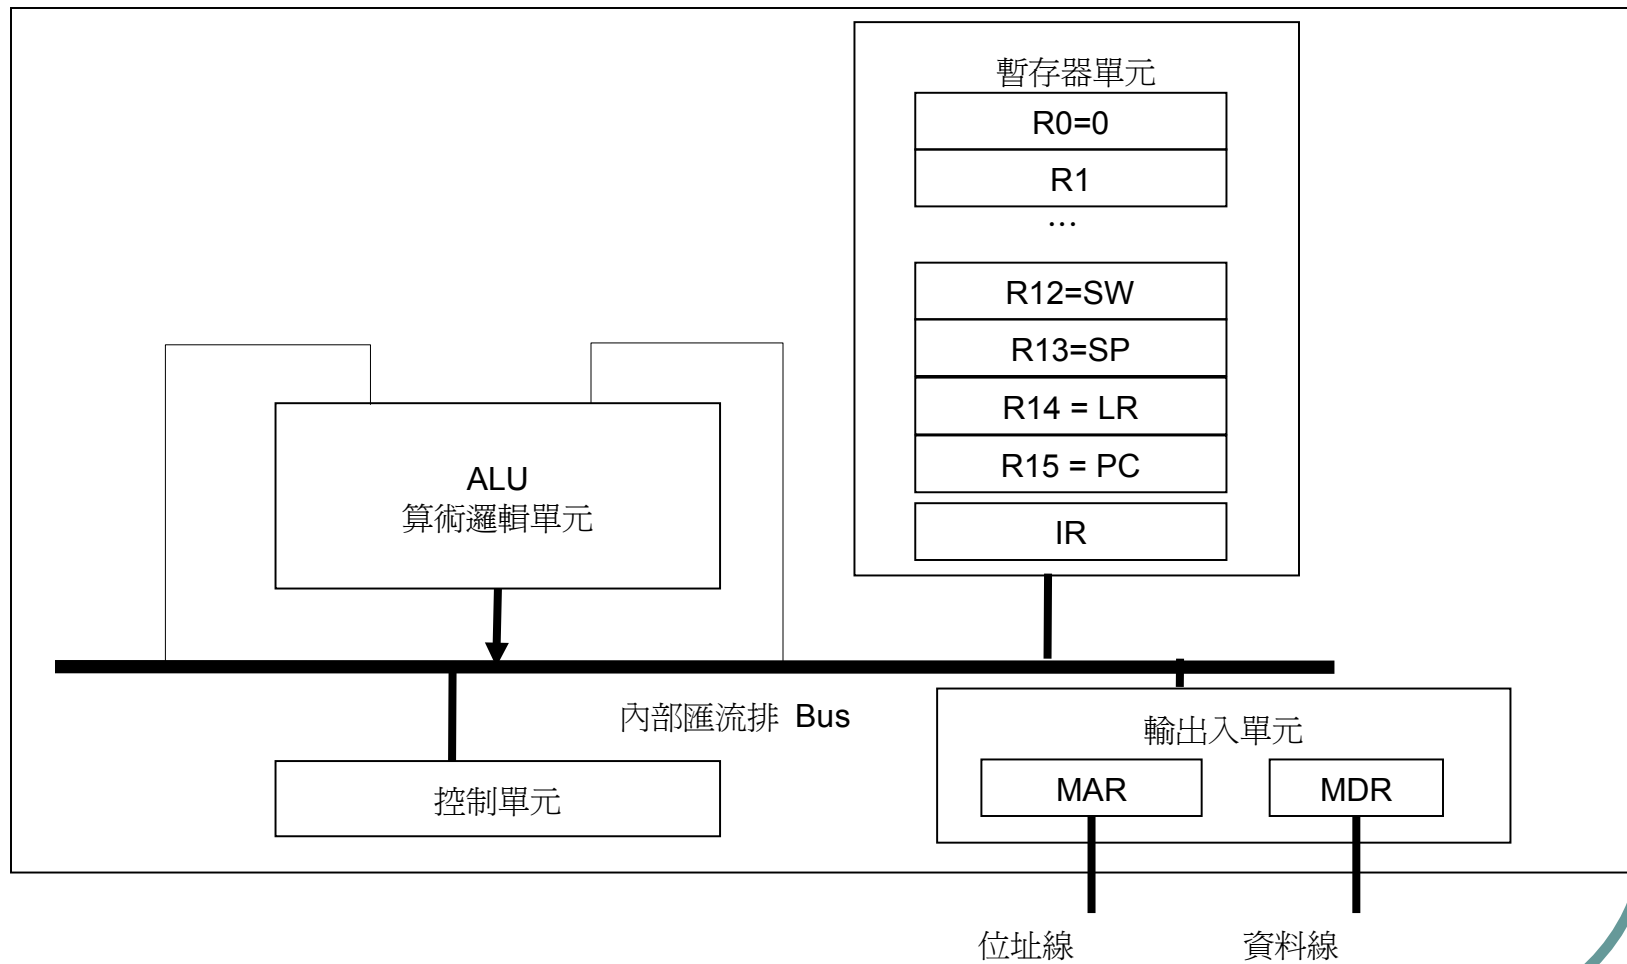 暫存器單元
R0=0
R1
...
R12=SW
R13=SP
R14 = LR
R15 = PC
IR
ALU
算術邏輯單元
內部匯流排 Bus
控制單元
輸出入單元
MAR
MDR
位址線
資料線